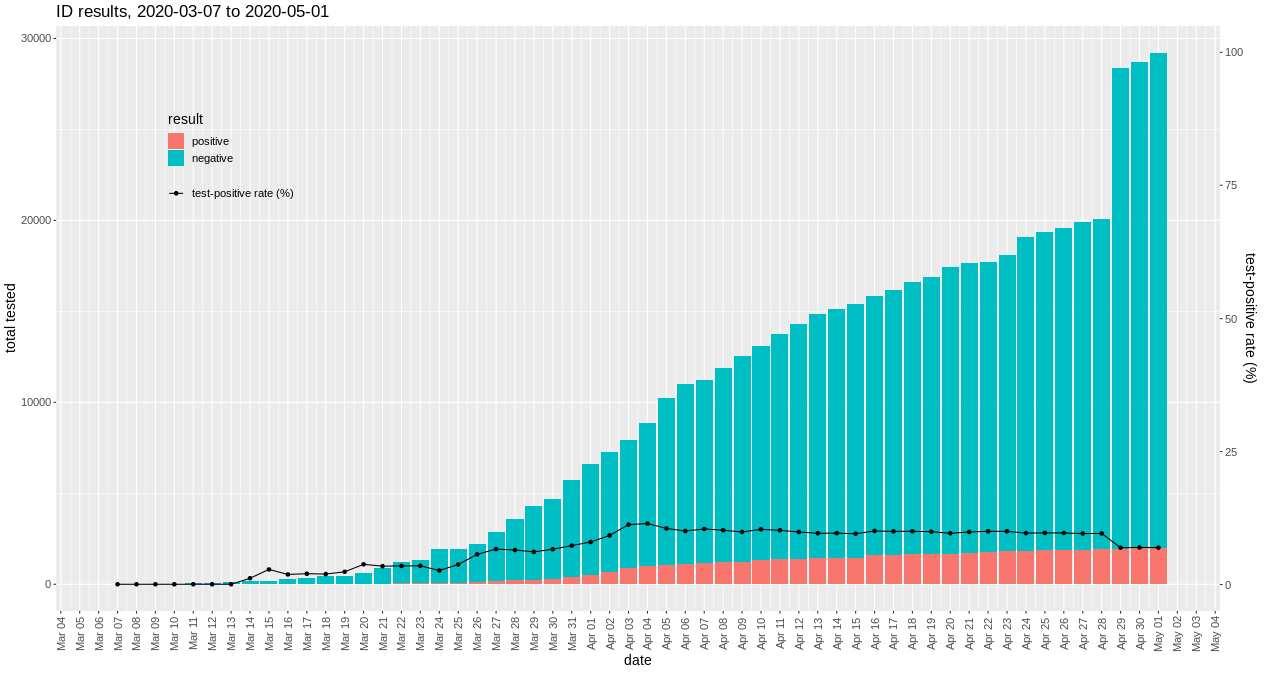 ID results, 2020-03-07 to 2020-05-01
30000
20000
10000
0
total tested
result
positive
negative
test-positive rate (%)
100
75
50
25
0
test-positive rate (%)
Mar 04
Mar 05
Mar 06
Mar 07
Mar 08
Mar 09
Mar 10
Mar 11
Mar 12
Mar 13
Mar 14
Mar 15
Mar 16
Mar 17
Mar 18
Mar 19
Mar 20
Mar 21
Mar 22
Mar 23
Mar 24
Mar 25
Mar 26
Mar 27
Mar 28
Mar 29
Mar 30
Mar 31
Apr 01
Apr 02
Apr 03
Apr 04
Apr 05
Apr 06
Apr 07
Apr 08
Apr 09
Apr 10
Apr 11
Apr 12
Apr 13
Apr 14
Apr 15
Apr 16
Apr 17
Apr 18
Apr 19
Apr 20
Apr 21
Apr 22
Apr 23
Apr 24
Apr 25
Apr 26
Apr 27
Apr 28
Apr 29
Apr 30
May 01
May 02
May 03
May 04
date